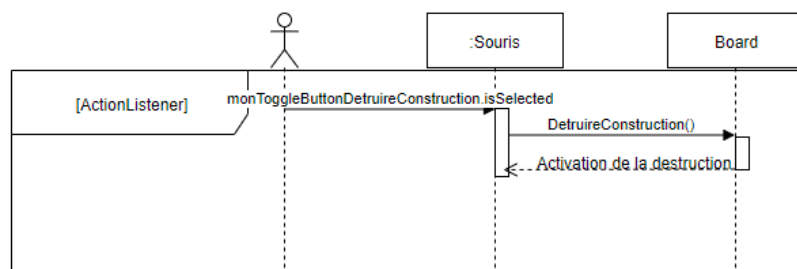 :Souris
Board
[ActionListener]
monToggleButtonDetruireConstruction.isSelected
DetruireConstruction()
Activation de la destruction